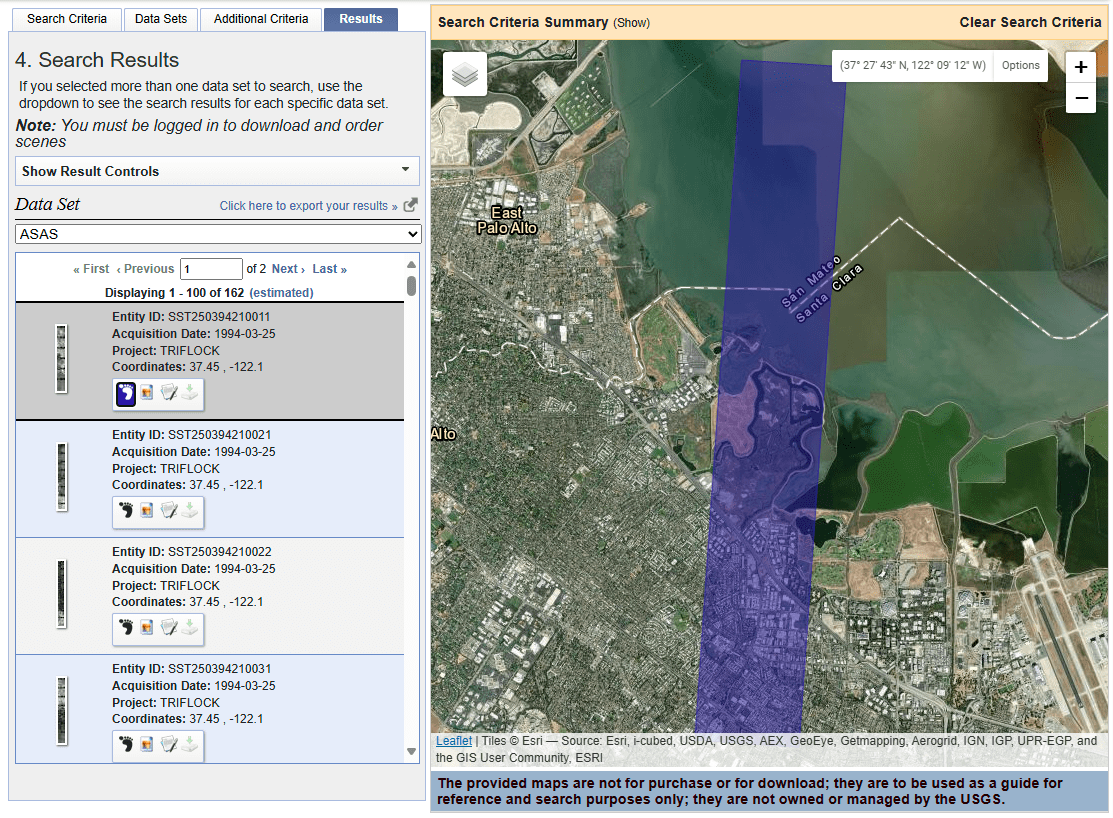 Search Criteria
Data Sets
Additional Criteria
Results
4. Search Results
If you selected more than one data set to search, use the
dropdown to see the search results for each specific data set.
Note: You must be logged in to download and order
scenes
Show Result Controls
Data Set
Click here to export your results »
ASAS
« First ‹ Previous 1 of 2 Next › Last »
Displaying 1 - 100 of 162 (estimated)
Entity ID: SST250394210011
Acquisition Date: 1994-03-25
Project: TRIFLOCK
Coordinates: 37.45 , -122.1
Entity ID: SST250394210021
Acquisition Date: 1994-03-25
Project: TRIFLOCK
Coordinates: 37.45 , -122.1
Entity ID: SST250394210022
Acquisition Date: 1994-03-25
Project: TRIFLOCK
Coordinates: 37.45 , -122.1
Entity ID: SST250394210031
Acquisition Date: 1994-03-25
Project: TRIFLOCK
Coordinates: 37.45 , -122.1
Search Criteria Summary (Show)
Clear Search Criteria
(37° 27' 43" N, 122° 09' 12" W)
Options
+
−
East
Palo Alto
San Mateo
Santa Clara
Alto
Leaflet | Tiles © Esri — Source: Esri, i-cubed, USDA, USGS, AEX, GeoEye, Getmapping, Aerogrid, IGN, IGP, UPR-EGP, and
the GIS User Community, ESRI
The provided maps are not for purchase or for download; they are to be used as a guide for
reference and search purposes only; they are not owned or managed by the USGS.